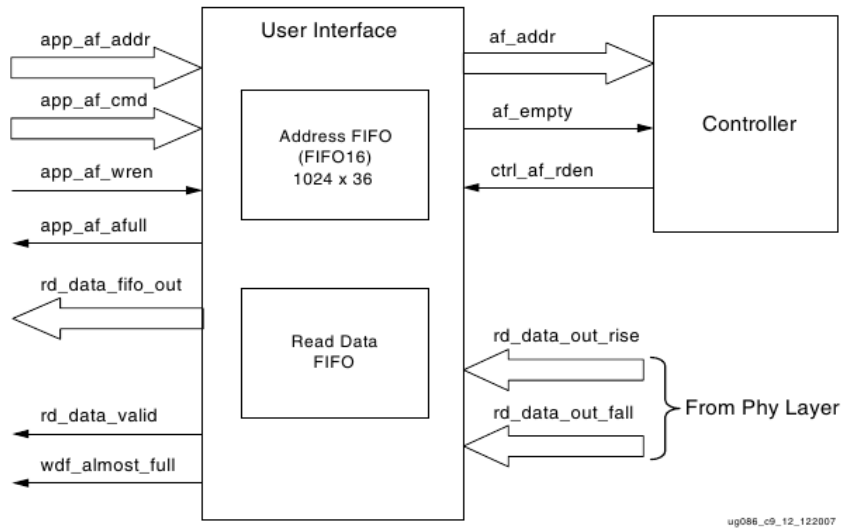 User Interface
app_af_addr
app_af_cmd
app_af_wren
app_af_afull
rd_data_fifo_out
rd_data_valid
wdf_almost_full
Address FIFO
(FIFO16)
1024 x 36
Read Data
FIFO
af_addr
af_empty
ctrl_af_rden
Controller
rd_data_out_rise
rd_data_out_fall
From Phy Layer
ug086_c9_12_122007